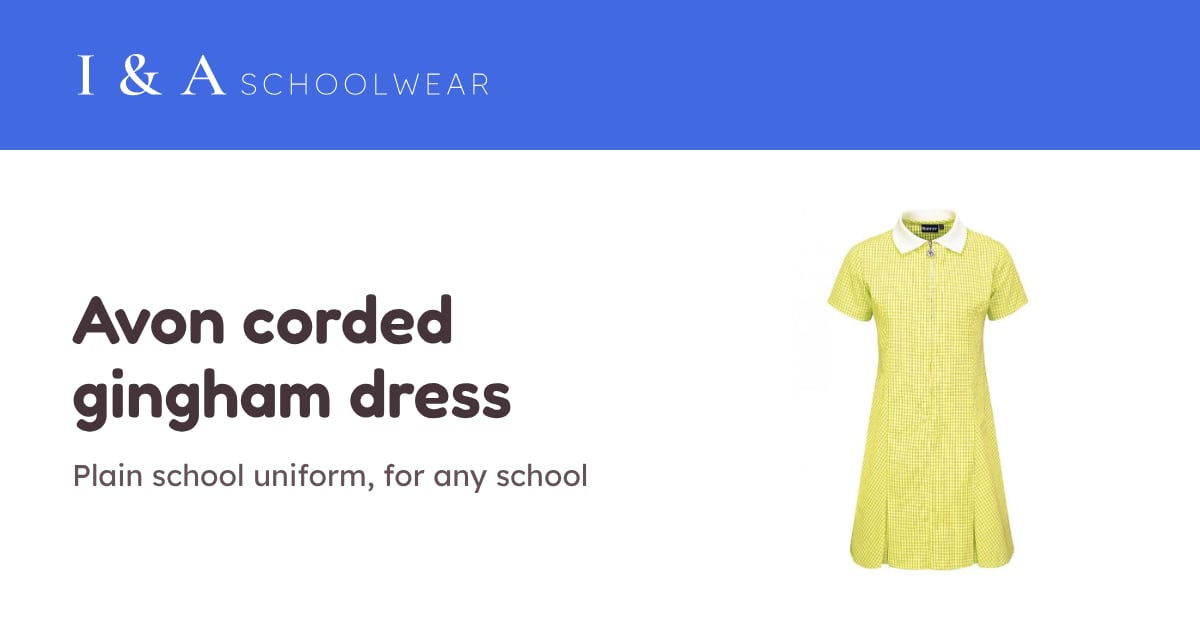 I & A SCHOOLWEAR
Avon corded
gingham dress
Plain school uniform, for any school